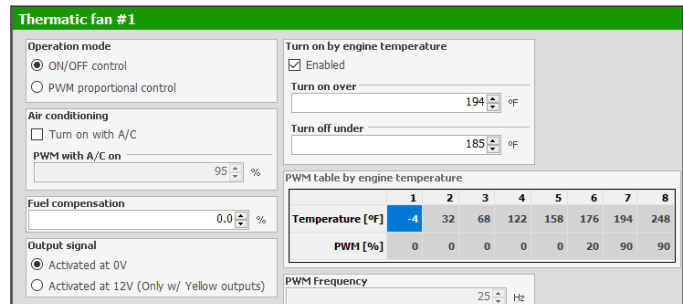 Thermatic fan #1
Operation mode
ON/OFF control
PWM proportional control
Air conditioning
Turn on with A/C
PWM with A/C on
95 %
Fuel compensation
0.0 %
Output signal
Activated at 0V
Activated at 12V (Only w/ Yellow outputs)
Turn on by engine temperature
Enabled
Turn on over
194 ºF
Turn off under
185 ºF
PWM table by engine temperature
1 2 3 4 5 6 7 8
Temperature [ºF] -4 32 68 122 158 176 194 248
PWM [%] 0 0 0 0 0 20 90 90
PWM Frequency
25 Hz